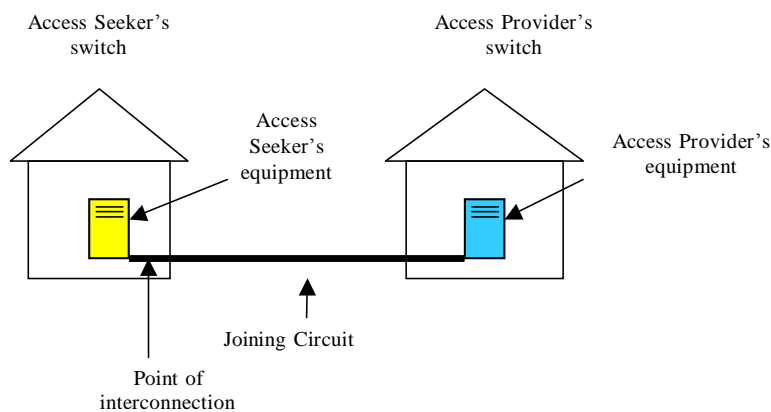 Access Seeker's
switch
Access Provider's
switch
Access
Seeker's
equipment
Access Provider's
equipment
Joining Circuit
Point of
interconnection